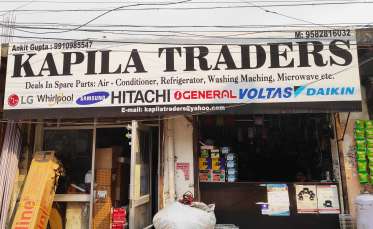 Ankit Gupta : 9910985547 M: 9582816032
KAPILA TRADERS
Deals In Spare Parts: Air - Conditioner, Refrigerator, Washing Maching, Microwave etc.
LG Whirlpool SAMSUNG HITACHI GENERAL VOLTAS DAIKIN
E-mail: kapilatraders@yahoo.com